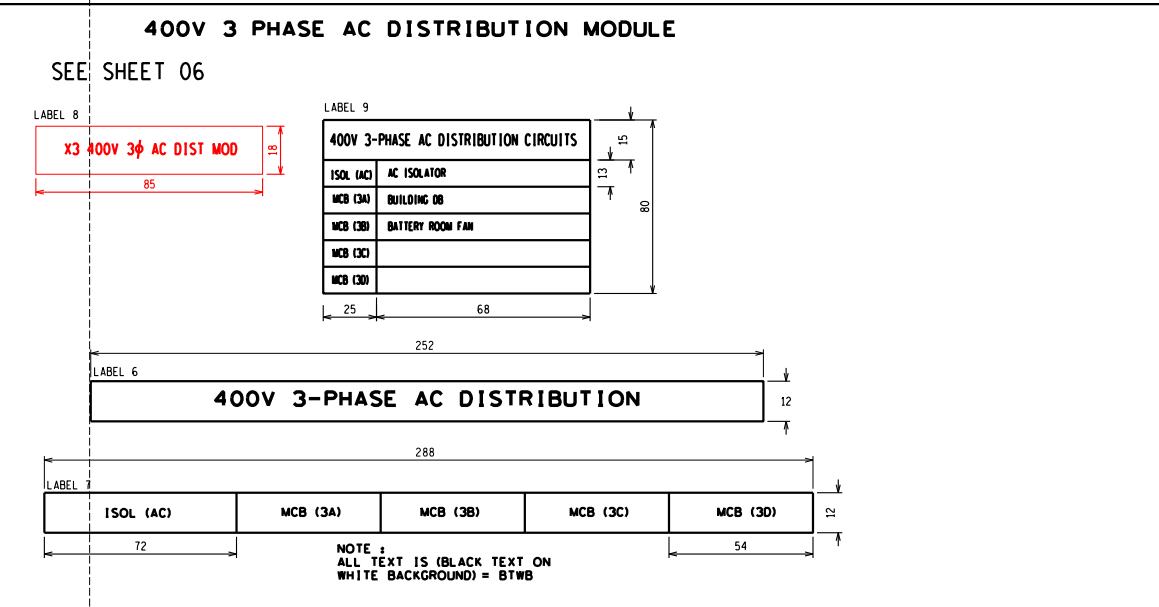 400V 3 PHASE AC DISTRIBUTION MODULE
SEE SHEET 06
LABEL 8
X3 400V 3ϕ AC DIST MOD
18
85
LABEL 9
400V 3-PHASE AC DISTRIBUTION CIRCUITS
15
ISOL (AC) AC ISOLATOR
13
MCB (3A) BUILDING DB
80
MCB (3B) BATTERY ROOM FAN
MCB (3C)
MCB (3D)
25 68
252
LABEL 6
400V 3-PHASE AC DISTRIBUTION
12
288
LABEL 7
ISOL (AC) MCB (3A) MCB (3B) MCB (3C) MCB (3D)
12
72 54
NOTE :
ALL TEXT IS (BLACK TEXT ON
WHITE BACKGROUND) = BTWB